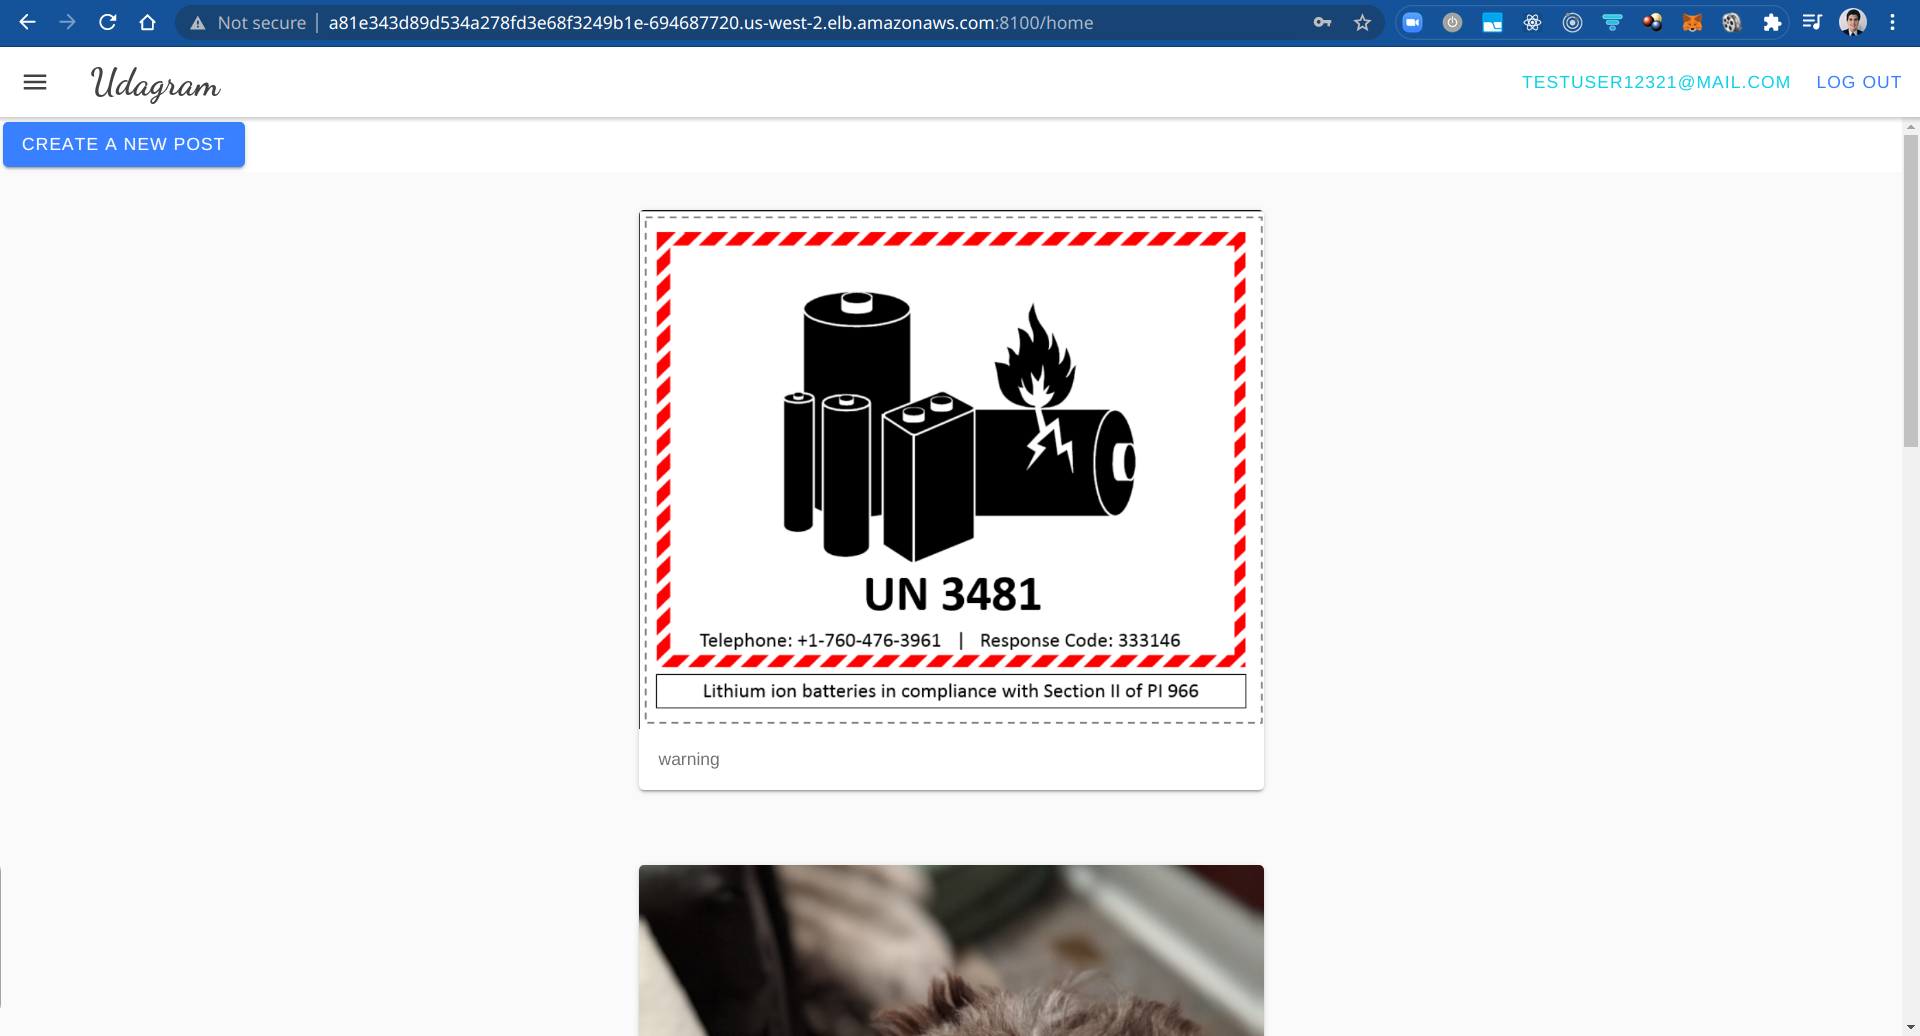 Not secure | a81e343d89d534a278fd3e68f3249b1e-694687720.us-west-2.elb.amazonaws.com:8100/home
Udagram
TESTUSER12321@MAIL.COM LOG OUT
CREATE A NEW POST
UN 3481
Telephone: +1-760-476-3961 | Response Code: 333146
Lithium ion batteries in compliance with Section II of PI 966
warning